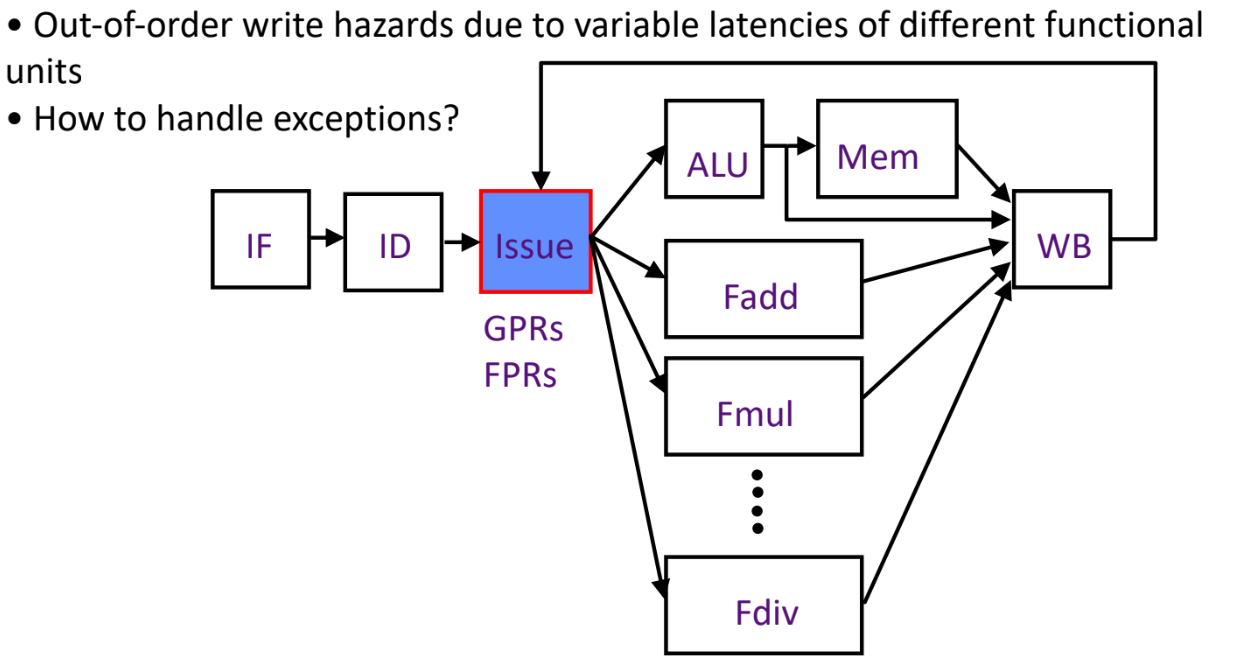 • Out-of-order write hazards due to variable latencies of different functional
units
• How to handle exceptions?
ALU
Mem
IF
ID
Issue
WB
Fadd
GPRs
FPRs
Fmul
Fdiv